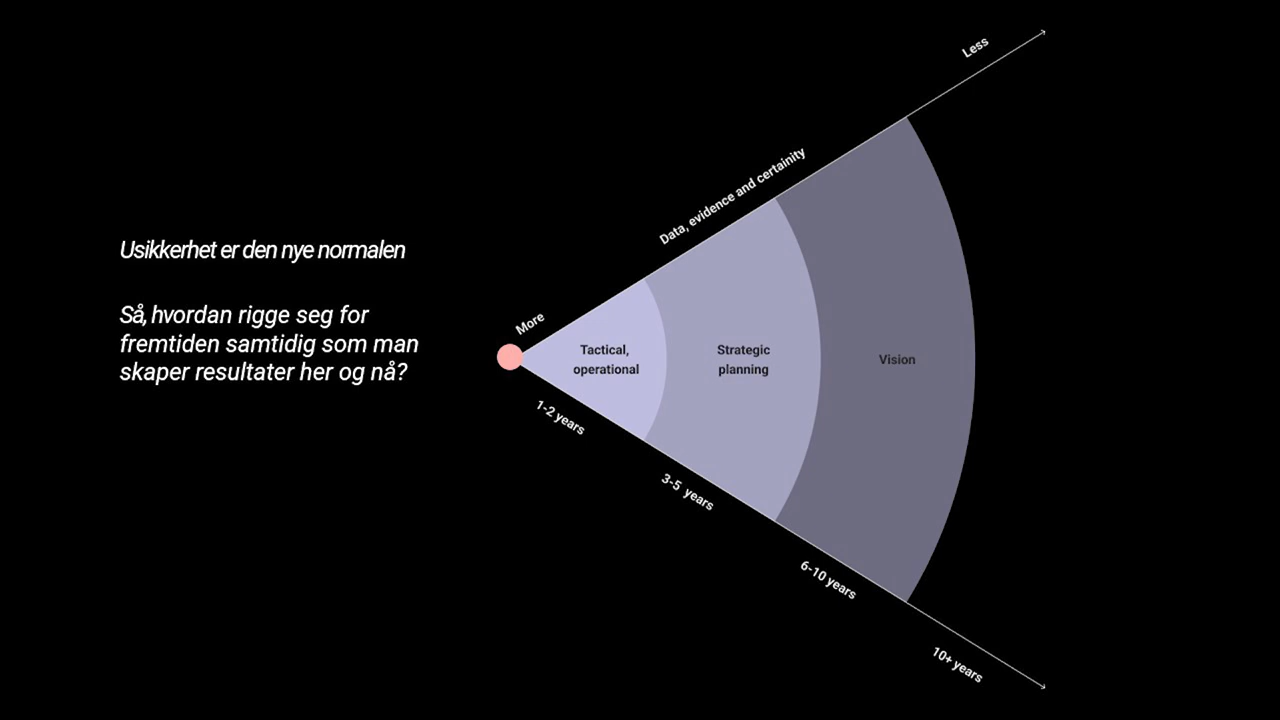 Usikkerhet er den nye normalen
Så, hvordan rigge seg for
fremtiden samtidig som man
skaper resultater her og nå?
More
Data, evidence and certainity
Less
Tactical,
operational
Strategic
planning
Vision
1-2 years
3-5 years
6-10 years
10+ years